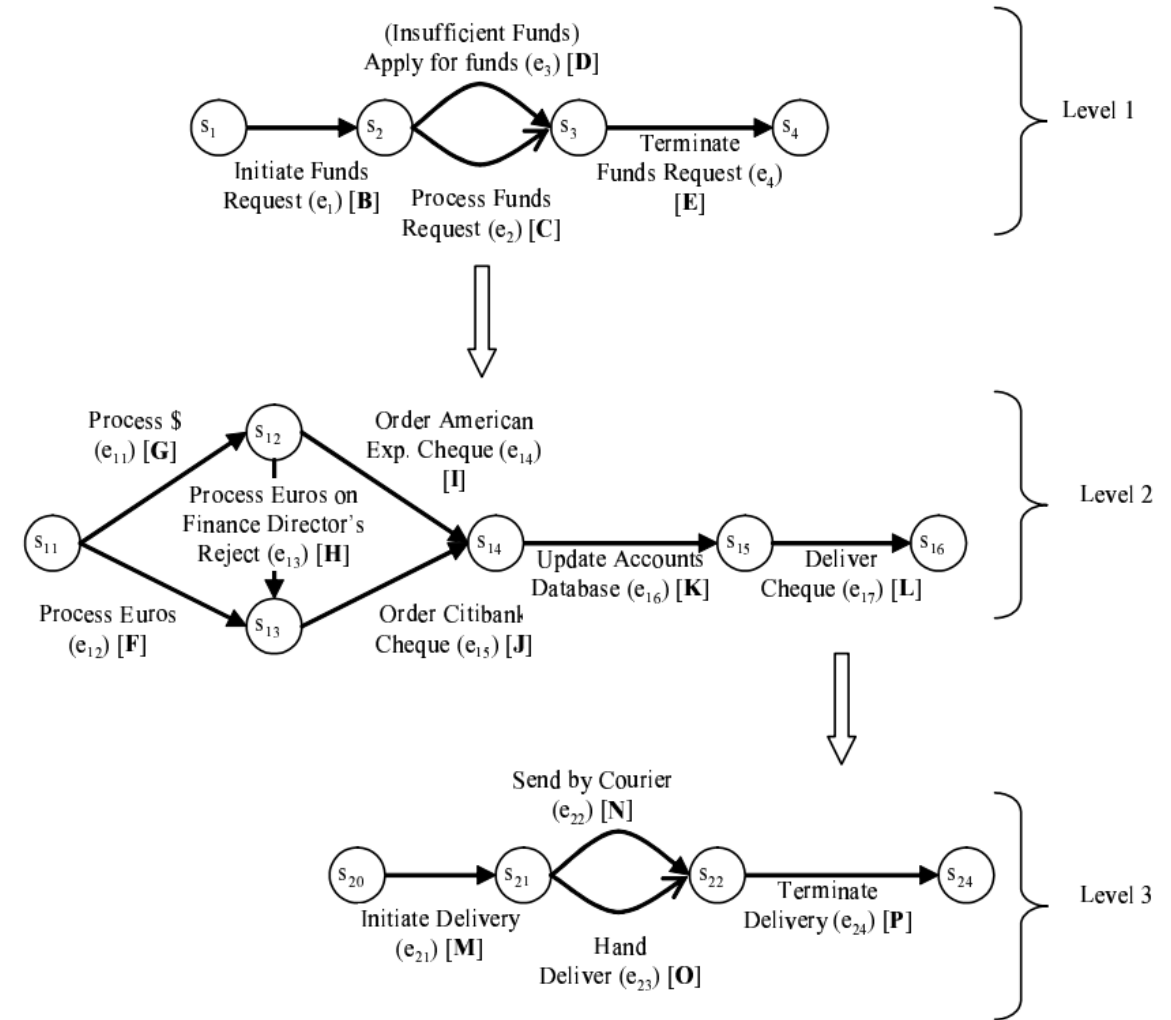 (Insufficient Funds)
Apply for funds (e₃) [D]
Level 1
s₁
s₂
s₃
s₄
Initiate Funds
Request (e₁) [B]
Process Funds
Request (e₂) [C]
Terminate
Funds Request (e₄)
[E]
Process $
(e₁₁) [G]
s₁₂
Order American
Exp. Cheque (e₁₄)
[I]
Level 2
Process Euros on
Finance Director's
Reject (e₁₃) [H]
s₁₁
s₁₄
s₁₅
s₁₆
Update Accounts
Database (e₁₆) [K]
Deliver
Cheque (e₁₇) [L]
Process Euros
(e₁₂) [F]
s₁₃
Order Citibank
Cheque (e₁₅) [J]
Send by Courier
(e₂₂) [N]
Level 3
s₂₀
s₂₁
s₂₂
s₂₄
Initiate Delivery
(e₂₁) [M]
Hand
Deliver (e₂₃) [O]
Terminate
Delivery (e₂₄) [P]